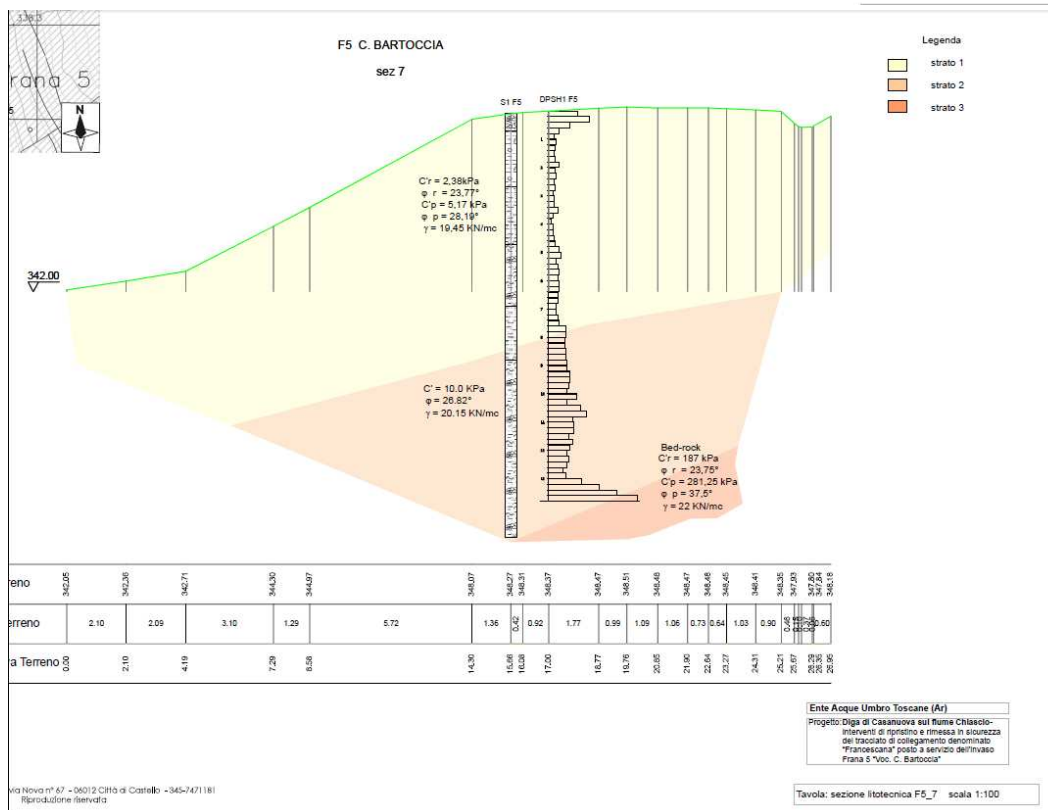 338.3
rana 5
N
F5 C. BARTOCCIA
sez 7
Legenda
strato 1
strato 2
strato 3
S1 F5
DPSH1 F5
C'r = 2,38kPa
φ r = 23,77°
C'p = 5,17 kPa
φ p = 28,19°
γ = 19,45 KN/mc
342.00
C' = 10.0 KPa
φ = 26.82°
γ = 20.15 KN/mc
Bed-rock
C'r = 187 kPa
φ r = 23,75°
C'p = 281,25 kPa
φ p = 37,5°
γ = 22 KN/mc
reno 342,05 342,36 342,71 344,30 344,97 348,07 348,27 348,31 348,37 348,47 348,51 348,48 348,47 348,48 348,45 348,41 348,35 347,93 347,80 347,84 348,18
erreno 2.10 2.09 3.10 1.29 5.72 1.36 0.42 0.92 1.77 0.99 1.09 1.06 0.73 0.64 1.03 0.90 0.46 0.60
ra Terreno 0.00 2,10 4,19 7,29 8,58 14,30 15,66 16,08 17,00 18,77 19,76 20,85 21,90 22,64 23,27 24,31 25,21 25,67 26,29 26,35 26,95
Ente Acque Umbro Toscane (Ar)
Progetto: Diga di Casanuova sul fiume Chiascio-
Interventi di ripristino e rimessa in sicurezza
del tracciato di collegamento denominato
"Francescana" posto a servizio dell'invaso
Frana 5 "Voc. C. Bartoccia"
Tavola: sezione litotecnica F5_7 scala 1:100
via Nova n° 67 - 06012 Città di Castello - 345-7471181
Riproduzione riservata